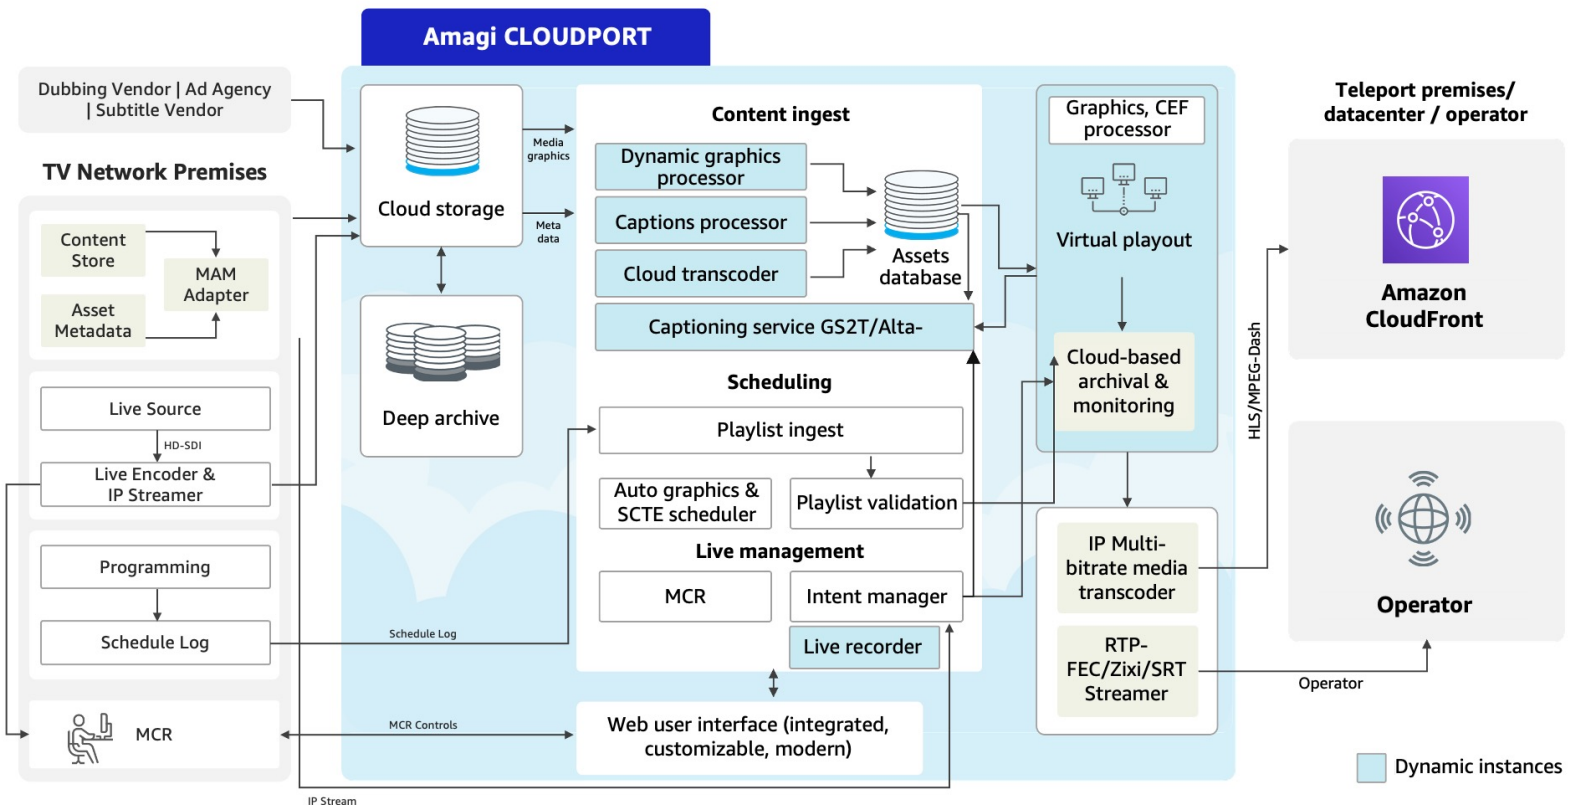 Amagi CLOUDPORT
Dubbing Vendor | Ad Agency
| Subtitle Vendor
TV Network Premises
Content
Store
MAM
Adapter
Asset
Metadata
Live Source
HD-SDI
Live Encoder &
IP Streamer
Programming
Schedule Log
MCR
Cloud storage
Deep archive
Media
graphics
Meta
data
Schedule Log
MCR Controls
IP Stream
Content ingest
Dynamic graphics
processor
Captions processor
Cloud transcoder
Assets
database
Captioning service GS2T/Alta-
Scheduling
Playlist ingest
Auto graphics &
SCTE scheduler
Playlist validation
Live management
MCR
Intent manager
Live recorder
Web user interface (integrated,
customizable, modern)
Graphics, CEF
processor
Virtual playout
Cloud-based
archival &
monitoring
IP Multi-
bitrate media
transcoder
RTP-
FEC/Zixi/SRT
Streamer
HLS/MPEG-Dash
Operator
Teleport premises/
datacenter / operator
Amazon
CloudFront
Operator
Dynamic instances